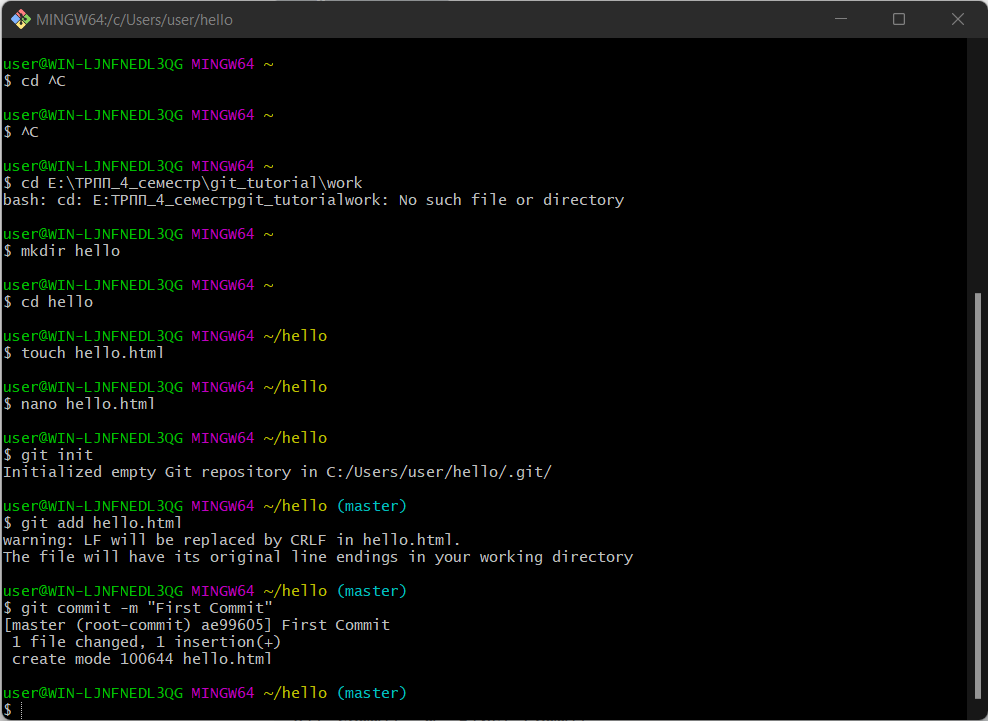 MINGW64:/c/Users/user/hello
user@WIN-LJNFNEDL3QG MINGW64 ~
$ cd ^C
user@WIN-LJNFNEDL3QG MINGW64 ~
$ ^C
user@WIN-LJNFNEDL3QG MINGW64 ~
$ cd E:\ТРПП_4_семестр\git_tutorial\work
bash: cd: E:ТРПП_4_семестрgit_tutorialwork: No such file or directory
user@WIN-LJNFNEDL3QG MINGW64 ~
$ mkdir hello
user@WIN-LJNFNEDL3QG MINGW64 ~
$ cd hello
user@WIN-LJNFNEDL3QG MINGW64 ~/hello
$ touch hello.html
user@WIN-LJNFNEDL3QG MINGW64 ~/hello
$ nano hello.html
user@WIN-LJNFNEDL3QG MINGW64 ~/hello
$ git init
Initialized empty Git repository in C:/Users/user/hello/.git/
user@WIN-LJNFNEDL3QG MINGW64 ~/hello (master)
$ git add hello.html
warning: LF will be replaced by CRLF in hello.html.
The file will have its original line endings in your working directory
user@WIN-LJNFNEDL3QG MINGW64 ~/hello (master)
$ git commit -m "First Commit"
[master (root-commit) ae99605] First Commit
 1 file changed, 1 insertion(+)
 create mode 100644 hello.html
user@WIN-LJNFNEDL3QG MINGW64 ~/hello (master)
$